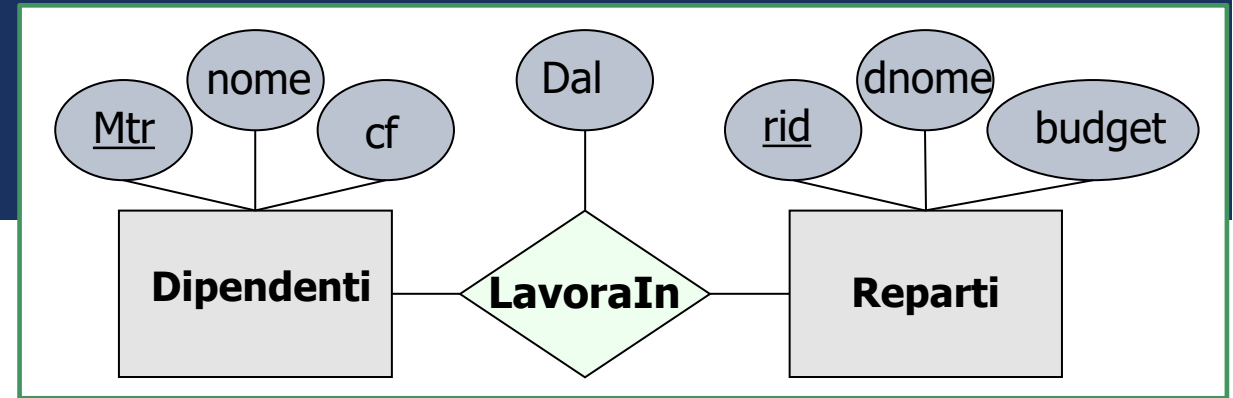 nome
Dal
dnome
Mtr
cf
rid
budget
Dipendenti
LavoraIn
Reparti